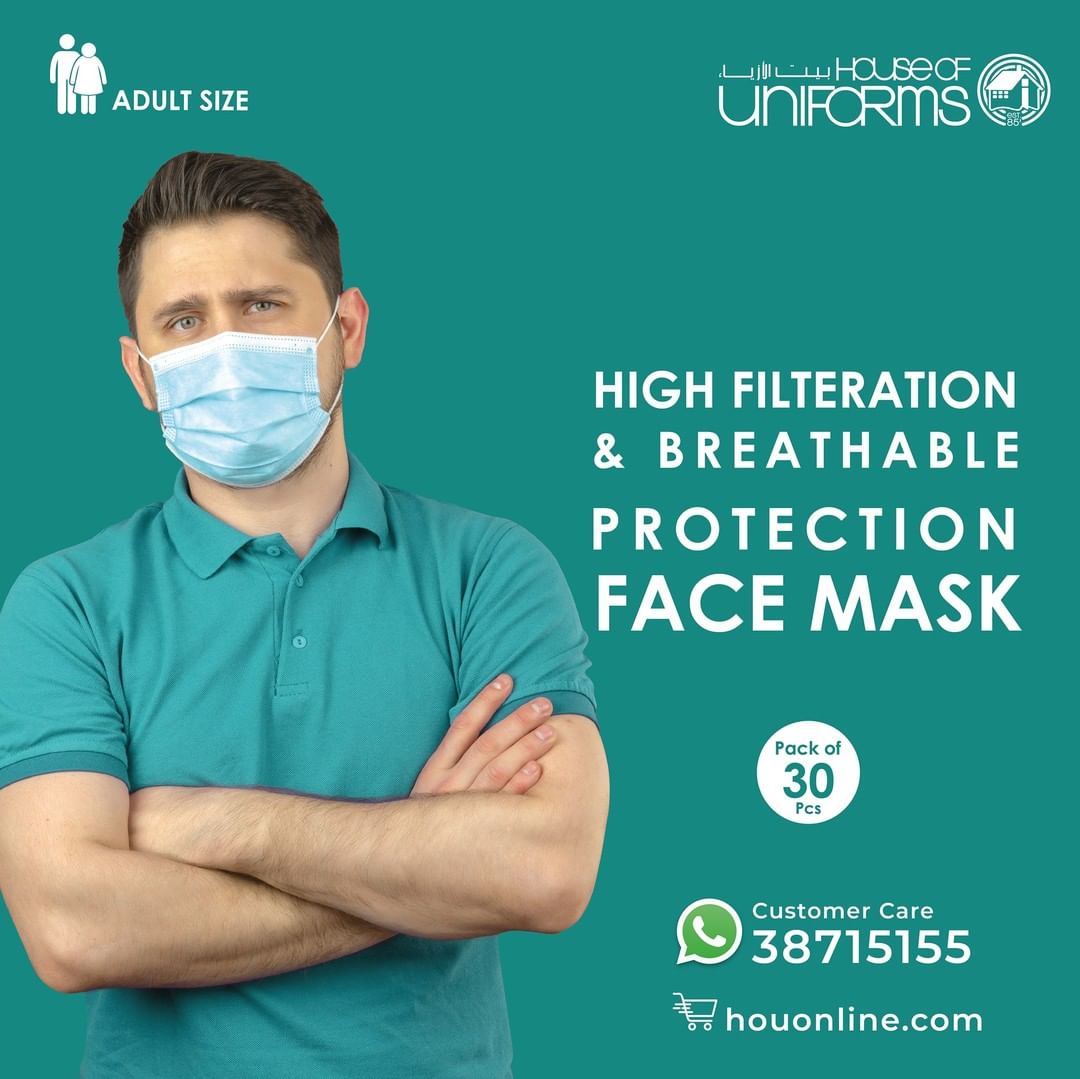 ADULT SIZE
بيت الأزياء HOUSE OF
UNIFORMS
est.
85'
HIGH FILTERATION
& BREATHABLE
PROTECTION
FACE MASK
Pack of
30
Pcs
Customer Care
38715155
houonline.com